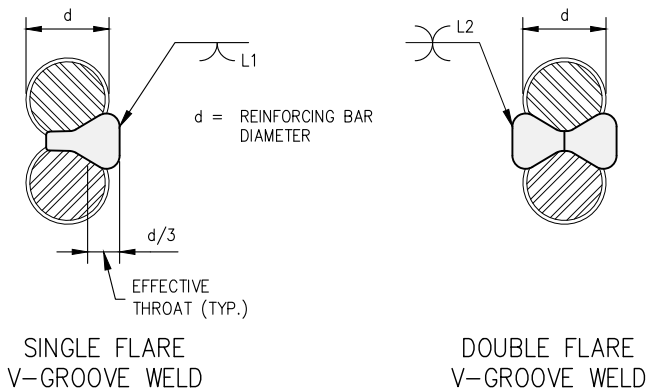 d
L1
d = REINFORCING BAR
DIAMETER
d/3
EFFECTIVE
THROAT (TYP.)
SINGLE FLARE
V-GROOVE WELD
d
L2
DOUBLE FLARE
V-GROOVE WELD